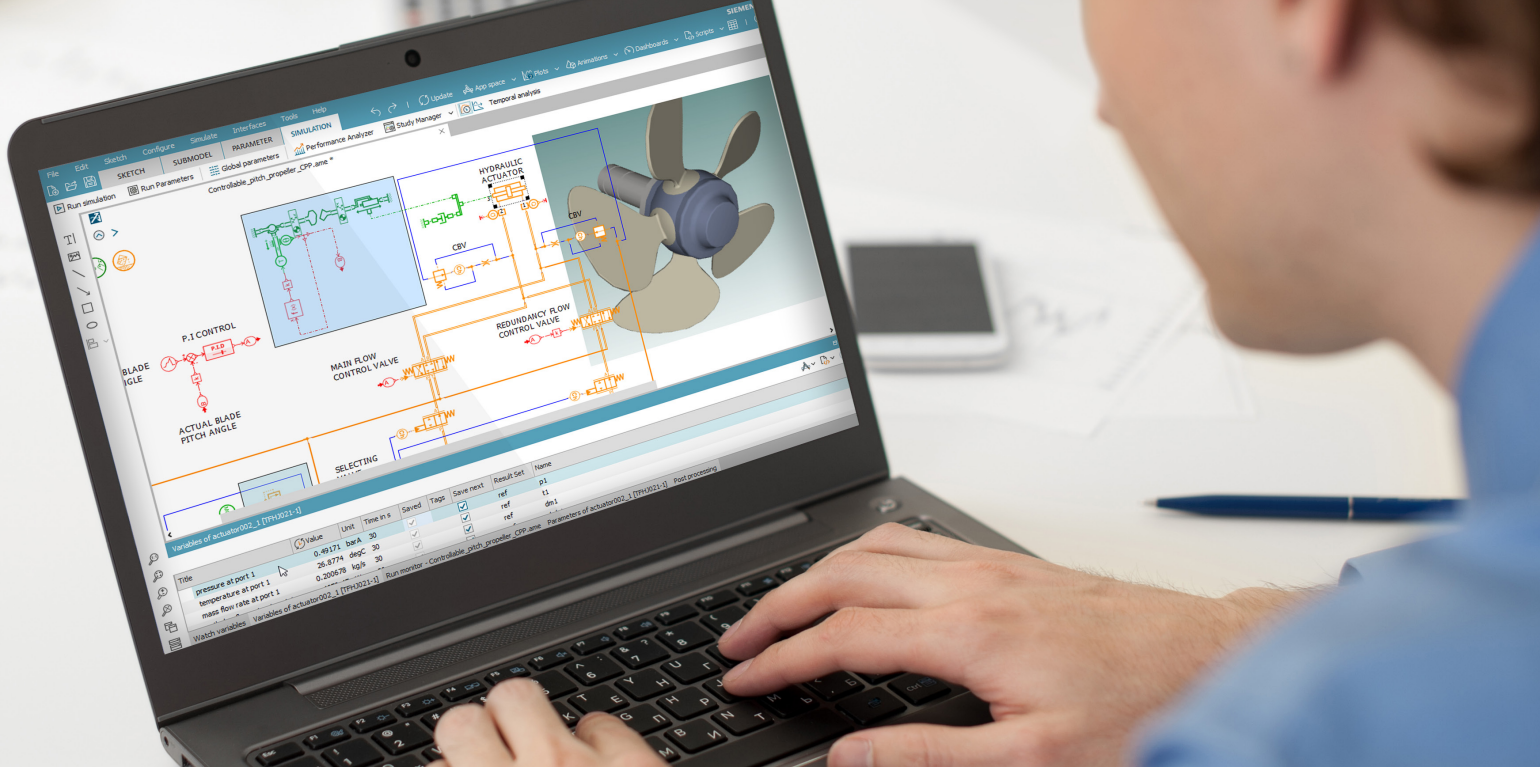 SIEMENS
File Edit Sketch Configure Simulate Interfaces Tools Help
Update App space Plots Animations Dashboards Scripts
SKETCH SUBMODEL PARAMETER SIMULATION
Run simulation Run Parameters Global parameters Performance Analyzer Study Manager Temporal analysis
Controllable_pitch_propeller_CPP.ame *
HYDRAULIC
ACTUATOR
CBV
CBV
P.I CONTROL
P.I.D
BLADE
ACTUAL BLADE
PITCH ANGLE
MAIN FLOW
CONTROL VALVE
REDUNDANCY FLOW
CONTROL VALVE
SELECTING
Variables of actuator002_1 [TFHJ021-1]
Title Value Unit Time in s Saved Tags Save next Result Set Name
pressure at port 1 0.49171 barA 30 ref p1
temperature at port 1 26.8774 degC 30 ref t1
mass flow rate at port 1 0.200678 kg/s 30 ref dm1
Watch variables Variables of actuator002_1 [TFHJ021-1] Run monitor - Controllable_pitch_propeller_CPP.ame Parameters of actuator002_1 [TFHJ021-1] Post processing